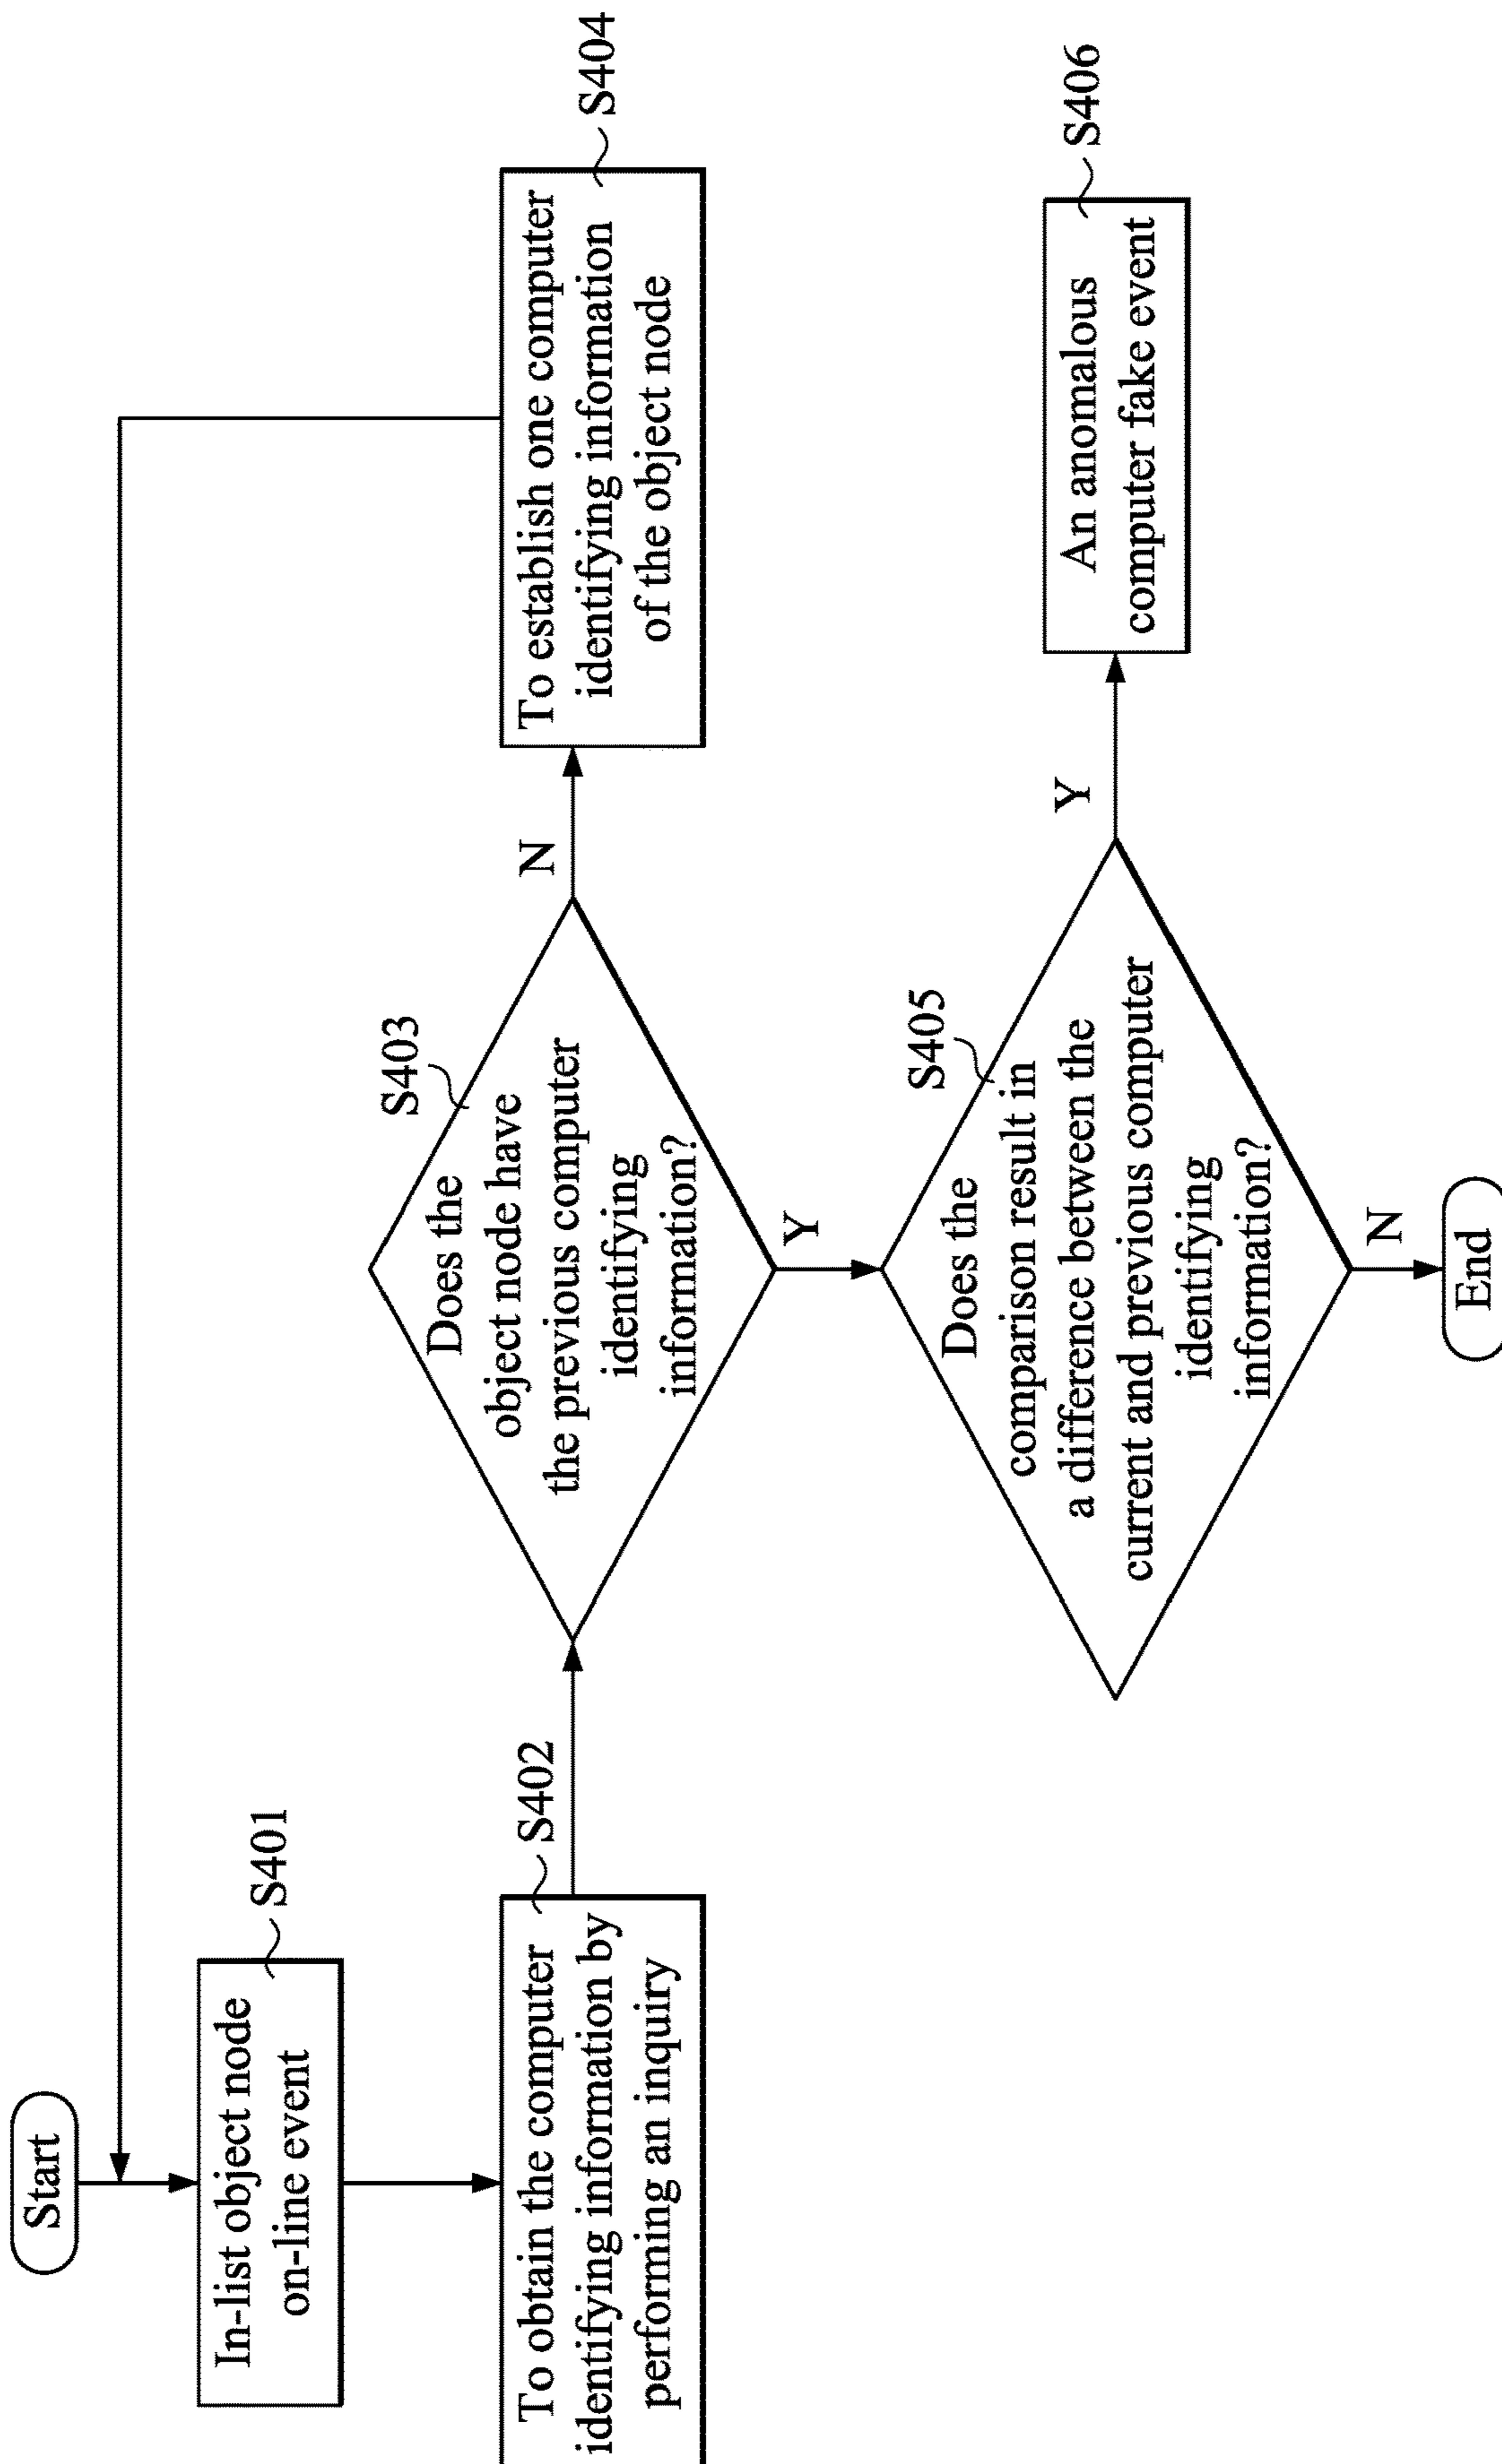 Start
In-list object node
on-line event
S401
To obtain the computer
identifying information by
performing an inquiry
S402
Does the
object node have
the previous computer
identifying
information?
S403
N
To establish one computer
identifying information
of the object node
S404
Y
Does the
comparison result in
a difference between the
current and previous computer
identifying
information?
S405
Y
An anomalous
computer fake event
S406
N
End